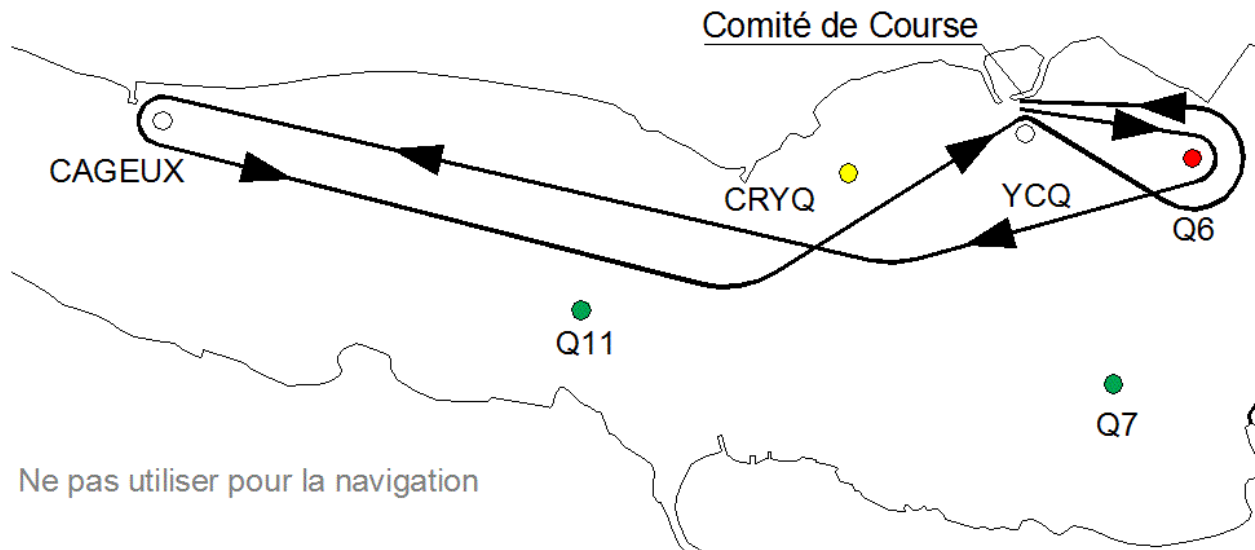 Comité de Course
CAGEUX
CRYQ
YCQ
Q6
Q11
Q7
Ne pas utiliser pour la navigation